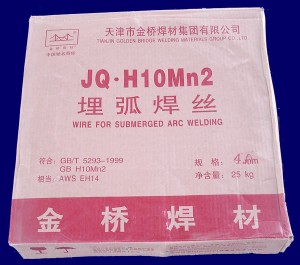 天津市金桥焊材集团有限公司
TIANJIN GOLDEN BRIDGE WELDING MATERIALS GROUP CO., LTD
JQ·H10Mn2
埋弧焊丝
WIRE FOR SUBMERGED ARC WELDING
符合: GB/T 5293-1999
GB H10Mn2
相当: AWS EH14
规格: mm
净含量: 25 kg
金桥焊材